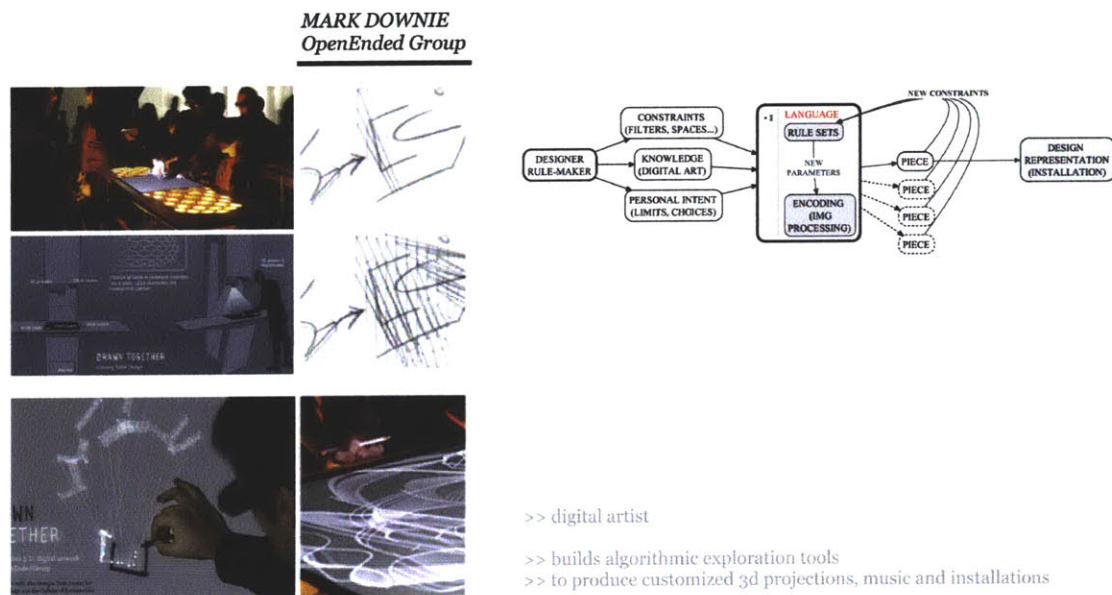 MARK DOWNIE
OpenEnded Group
NEW CONSTRAINTS
LANGUAGE
RULE SETS
CONSTRAINTS
(FILTERS, SPACES...)
DESIGNER
RULE-MAKER
KNOWLEDGE
(DIGITAL ART)
NEW
PARAMETERS
PERSONAL INTENT
(LIMITS, CHOICES)
ENCODING
(IMG
PROCESSING)
PIECE
PIECE
PIECE
PIECE
DESIGN
REPRESENTATION
(INSTALLATION)
DRAWN TOGETHER
WN
ETHER
>> digital artist
>> builds algorithmic exploration tools
>> to produce customized 3d projections, music and installations